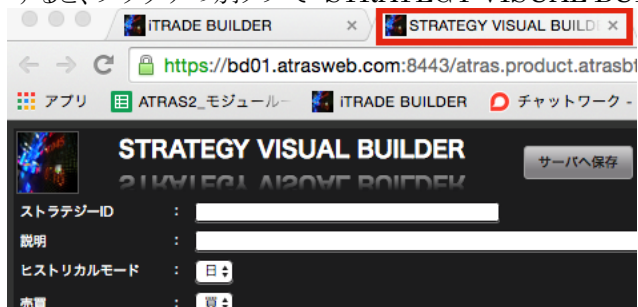 iTRADE BUILDER × STRATEGY VISUAL BUILD ×
https://bd01.atrasweb.com:8443/atras.product.atrasbt
アプリ ATRAS2_モジュールー iTRADE BUILDER チャットワーク -
STRATEGY VISUAL BUILDER
サーバへ保存
ストラテジーID :
説明 :
ヒストリカルモード : 日
売買 : 買